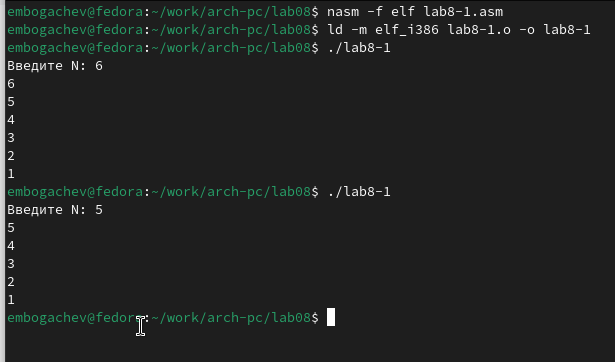 embogachev@fedora:~/work/arch-pc/lab08$ nasm -f elf lab8-1.asm
embogachev@fedora:~/work/arch-pc/lab08$ ld -m elf_i386 lab8-1.o -o lab8-1
embogachev@fedora:~/work/arch-pc/lab08$ ./lab8-1
Введите N: 6
6
5
4
3
2
1
embogachev@fedora:~/work/arch-pc/lab08$ ./lab8-1
Введите N: 5
5
4
3
2
1
embogachev@fedora:~/work/arch-pc/lab08$